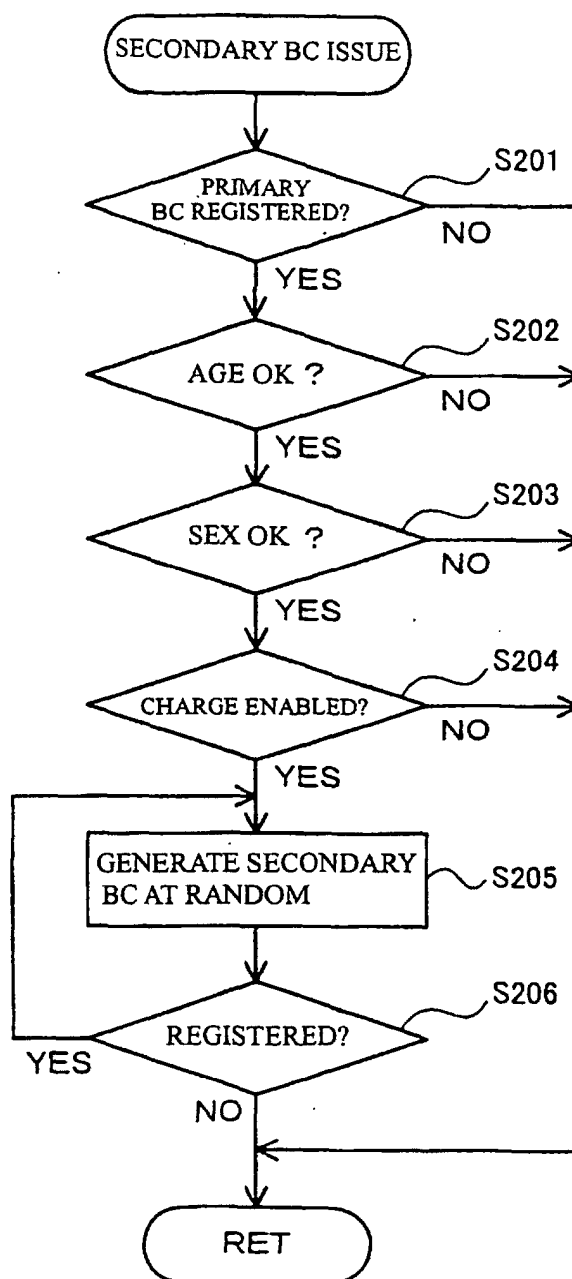 SECONDARY BC ISSUE
S201
PRIMARY
BC REGISTERED?
NO
YES
S202
AGE OK ?
NO
YES
S203
SEX OK ?
NO
YES
S204
CHARGE ENABLED?
NO
YES
GENERATE SECONDARY
BC AT RANDOM
S205
S206
REGISTERED?
YES
NO
RET